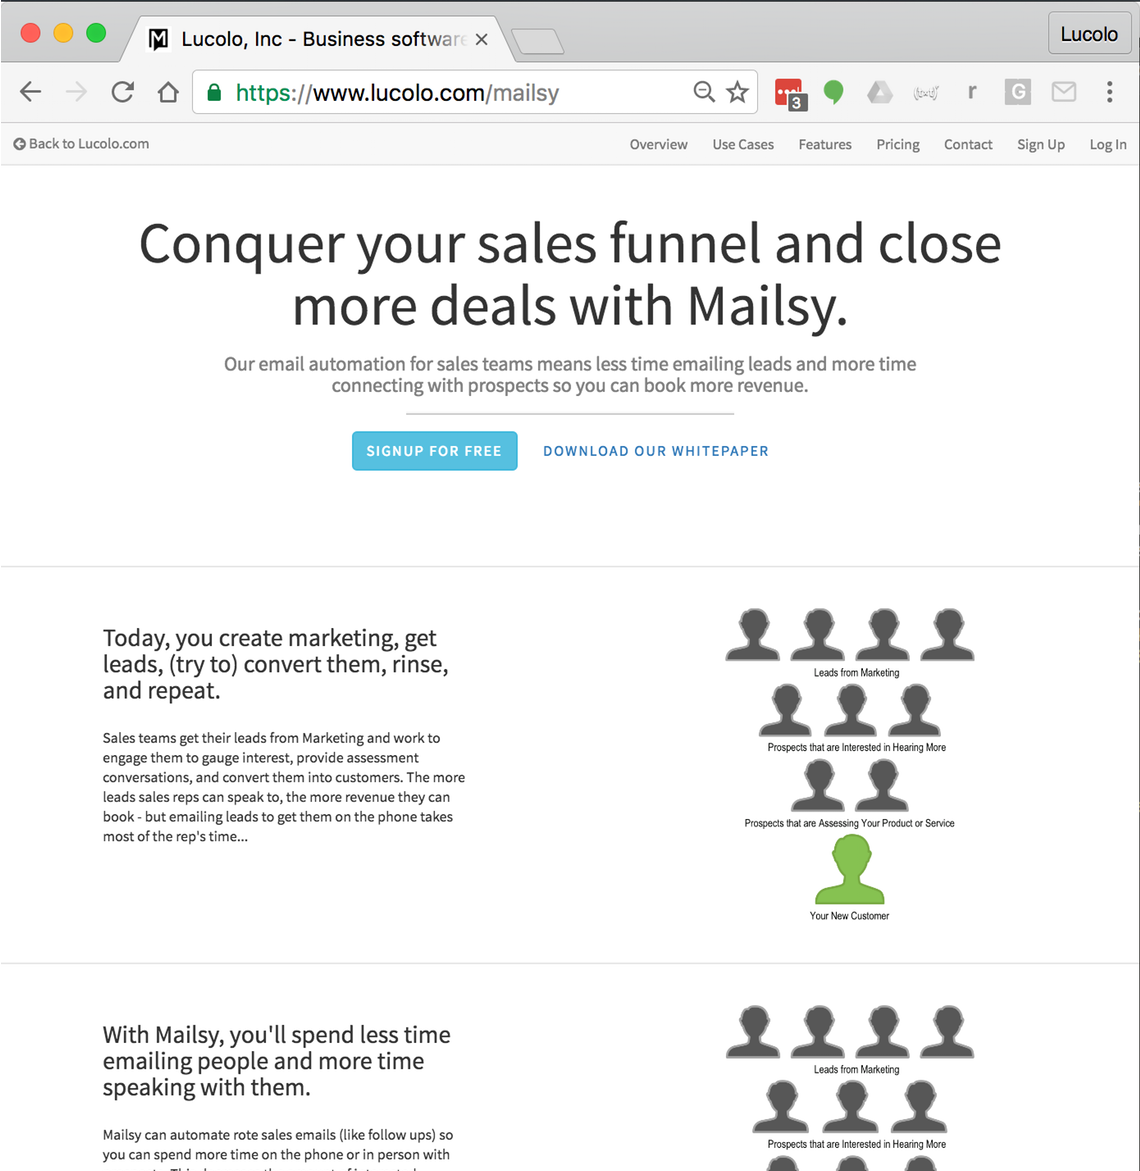 Lucolo, Inc - Business software
Lucolo
https://www.lucolo.com/mailsy
3
r
G
Back to Lucolo.com
Overview Use Cases Features Pricing Contact Sign Up Log In
Conquer your sales funnel and close
more deals with Mailsy.
Our email automation for sales teams means less time emailing leads and more time
connecting with prospects so you can book more revenue.
SIGNUP FOR FREE DOWNLOAD OUR WHITEPAPER
Today, you create marketing, get
leads, (try to) convert them, rinse,
and repeat.
Sales teams get their leads from Marketing and work to
engage them to gauge interest, provide assessment
conversations, and convert them into customers. The more
leads sales reps can speak to, the more revenue they can
book - but emailing leads to get them on the phone takes
most of the rep's time...
Leads from Marketing
Prospects that are Interested in Hearing More
Prospects that are Assessing Your Product or Service
Your New Customer
With Mailsy, you'll spend less time
emailing people and more time
speaking with them.
Mailsy can automate rote sales emails (like follow ups) so
you can spend more time on the phone or in person with
Leads from Marketing
Prospects that are Interested in Hearing More